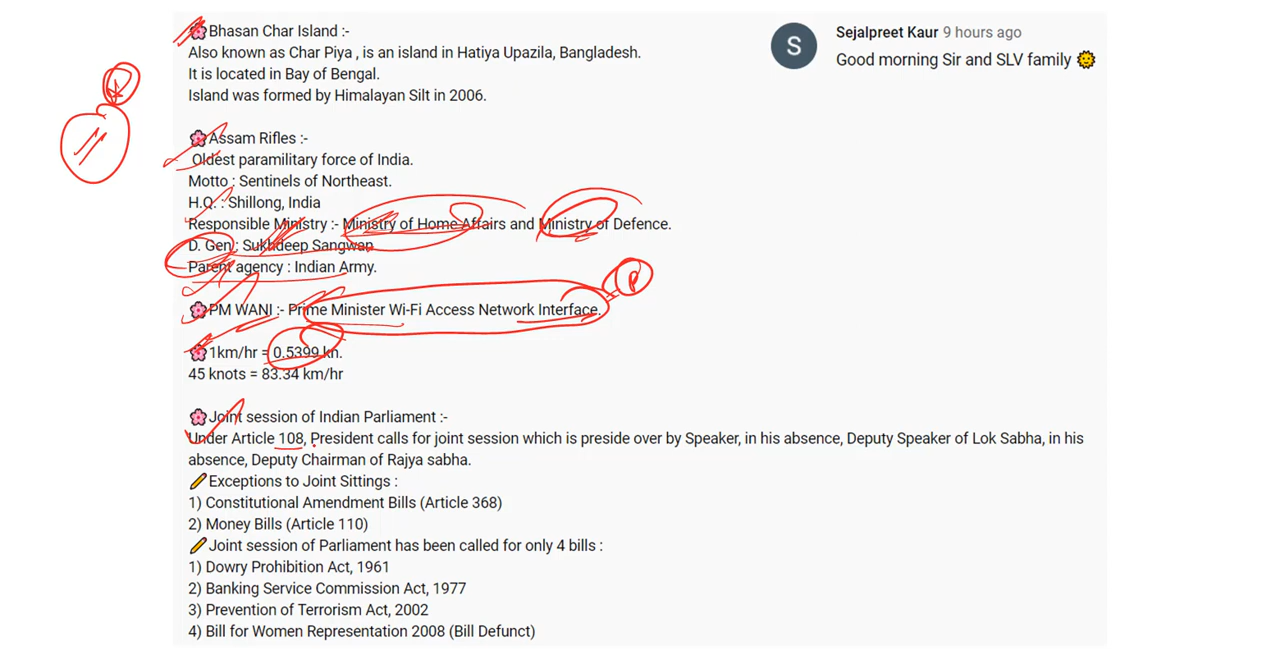 Bhasan Char Island :-
Also known as Char Piya , is an island in Hatiya Upazila, Bangladesh.
It is located in Bay of Bengal.
Island was formed by Himalayan Silt in 2006.
Assam Rifles :-
Oldest paramilitary force of India.
Motto : Sentinels of Northeast.
H.Q. : Shillong, India
Responsible Ministry :- Ministry of Home Affairs and Ministry of Defence.
D. Gen : Sukhdeep Sangwan
Parent agency : Indian Army.
PM WANI :- Prime Minister Wi-Fi Access Network Interface.
1km/hr = 0.5399 kn.
45 knots = 83.34 km/hr
Joint session of Indian Parliament :-
Under Article 108, President calls for joint session which is preside over by Speaker, in his absence, Deputy Speaker of Lok Sabha, in his
absence, Deputy Chairman of Rajya sabha.
Exceptions to Joint Sittings :
1) Constitutional Amendment Bills (Article 368)
2) Money Bills (Article 110)
Joint session of Parliament has been called for only 4 bills :
1) Dowry Prohibition Act, 1961
2) Banking Service Commission Act, 1977
3) Prevention of Terrorism Act, 2002
4) Bill for Women Representation 2008 (Bill Defunct)
S
Sejalpreet Kaur 9 hours ago
Good morning Sir and SLV family